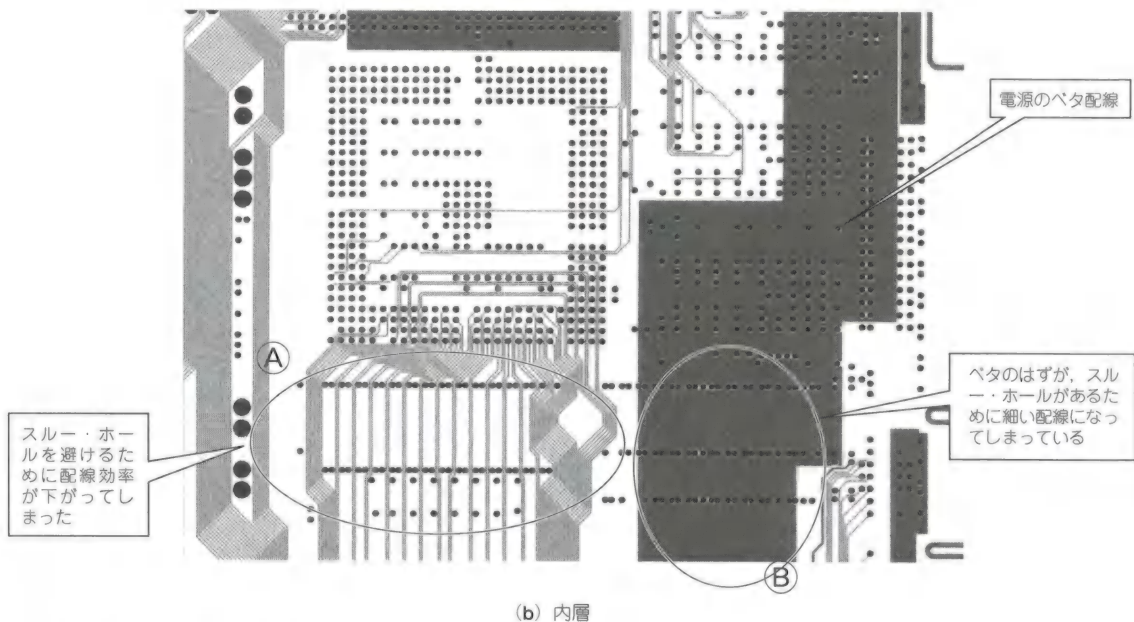 電源のベタ配線
A
スルー・ホー
ルを避けるた
めに配線効率
が下がってし
まった
ベタのはずが，スル
ー・ホールがあるた
めに細い配線になっ
てしまっている
B
(b) 内層